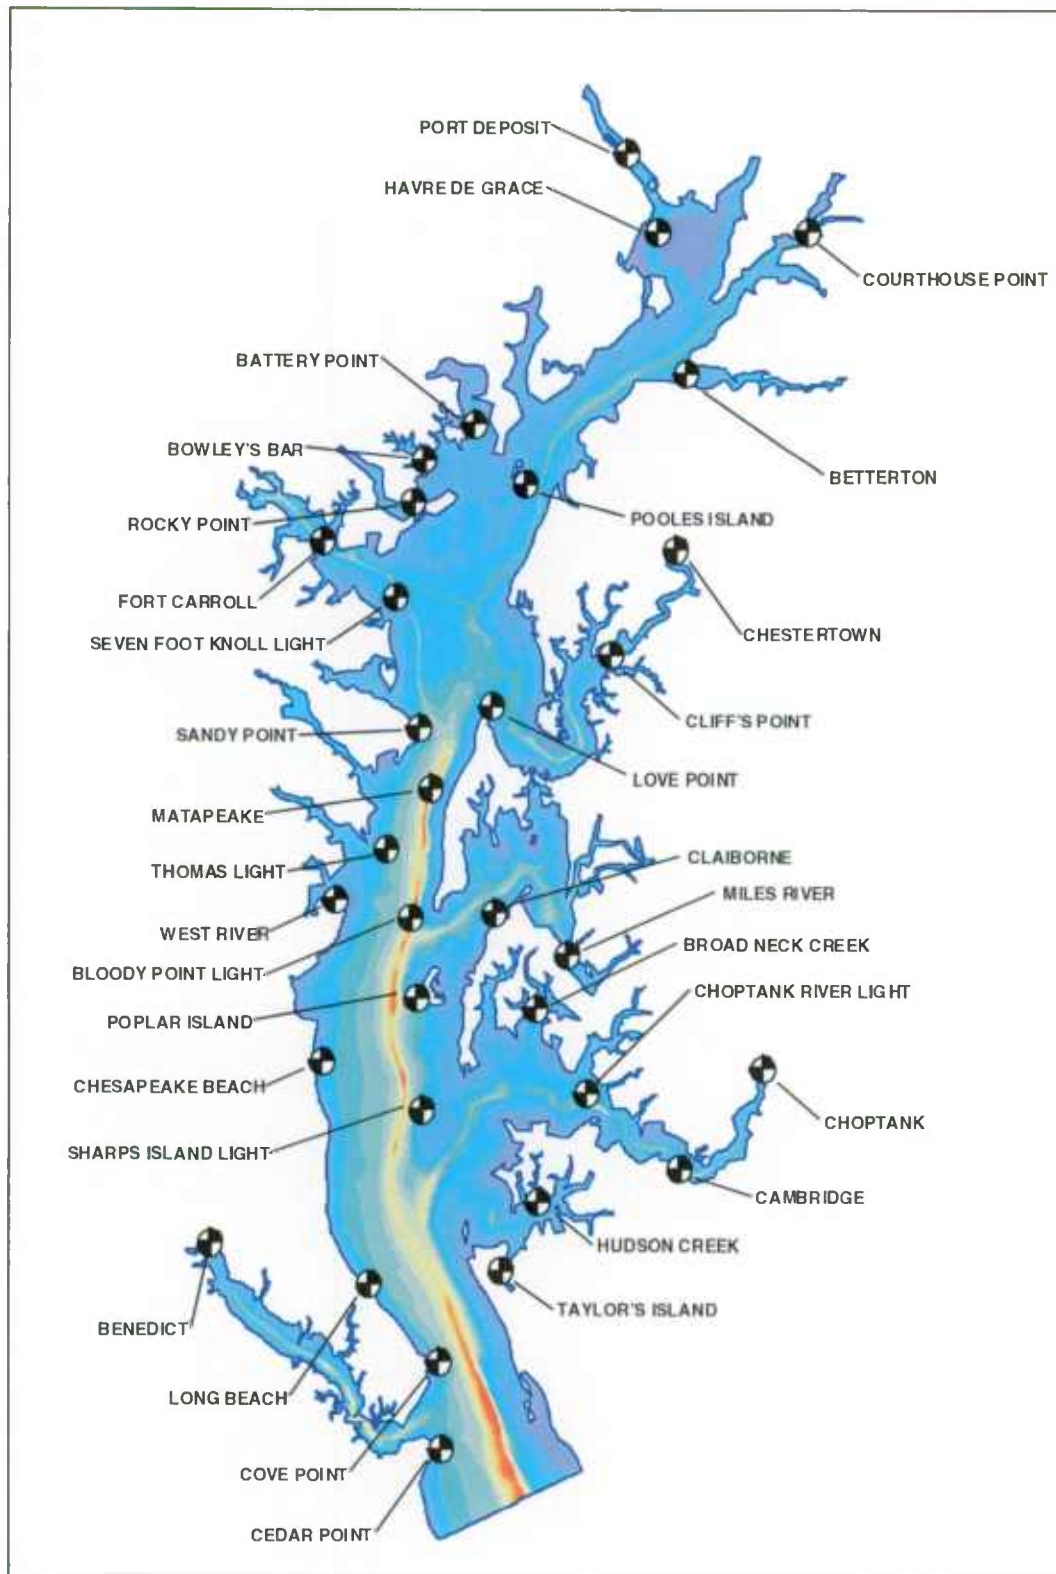 PORT DEPOSIT
HAVRE DE GRACE
COURTHOUSE POINT
BATTERY POINT
BOWLEY'S BAR
BETTERTON
ROCKY POINT
POOLES ISLAND
FORT CARROLL
SEVEN FOOT KNOLL LIGHT
CHESTERTOWN
CLIFF'S POINT
SANDY POINT
LOVE POINT
MATAPEAKE
CLAIBORNE
THOMAS LIGHT
MILES RIVER
WEST RIVER
BROAD NECK CREEK
BLOODY POINT LIGHT
CHOPTANK RIVER LIGHT
POPLAR ISLAND
CHESAPEAKE BEACH
CHOPTANK
SHARPS ISLAND LIGHT
CAMBRIDGE
HUDSON CREEK
TAYLOR'S ISLAND
BENEDICT
LONG BEACH
COVE POINT
CEDAR POINT